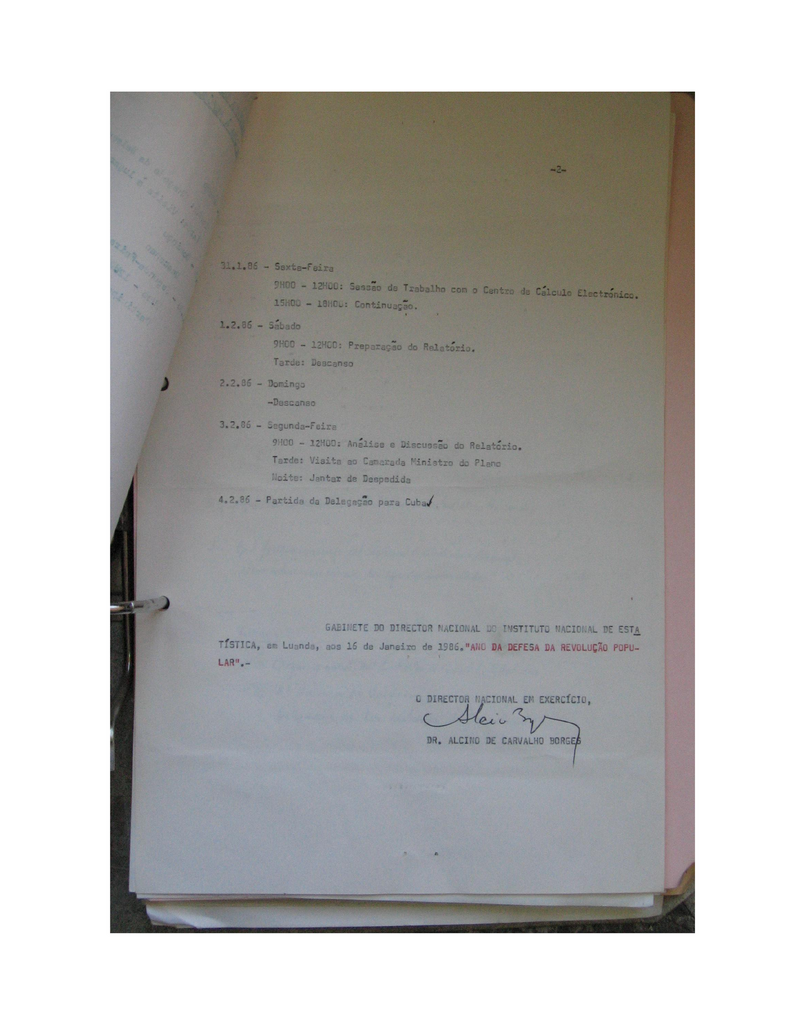 -2-
31.1.86 - Sexta-Feira
9H00 - 12H00: Sessão de Trabalho com o Centro de Cálculo Electrónico.
15H00 - 18H00: Continuação.
1.2.86 - Sábado
9H00 - 12H00: Preparação do Relatório.
Tarde: Descanso
2.2.86 - Domingo
-Descanso
3.2.86 - Segunda-Feira
9H00 - 12H00: Análise e Discussão do Relatório.
Tarde: Visita ao Camarada Ministro do Plano
Noite: Jantar de Despedida
4.2.86 - Partida da Delegação para Cuba/
GABINETE DO DIRECTOR NACIONAL DO INSTITUTO NACIONAL DE ESTA
TÍSTICA, em Luanda, aos 16 de Janeiro de 1986."ANO DA DEFESA DA REVOLUÇÃO POPU-
LAR".-
O DIRECTOR NACIONAL EM EXERCÍCIO,
DR. ALCINO DE CARVALHO BORGES